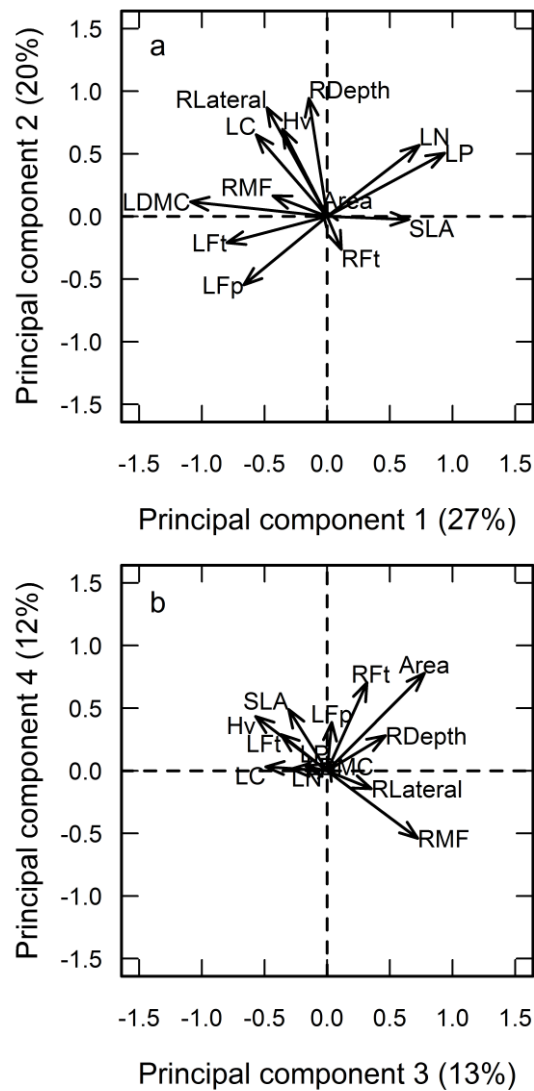 a
1.5
1.0
0.5
0.0
-0.5
-1.0
-1.5
Principal component 2 (20%)
RLateral
RDepth
LC
Hv
LN
LP
RMF
Area
LDMC
SLA
LFt
RFt
LFp
-1.5 -1.0 -0.5 0.0 0.5 1.0 1.5
Principal component 1 (27%)
b
1.5
1.0
0.5
0.0
-0.5
-1.0
-1.5
Principal component 4 (12%)
Area
RFt
SLA
LFp
Hv
LFt
RDepth
LP
LC
LN
LDMC
RLateral
RMF
-1.5 -1.0 -0.5 0.0 0.5 1.0 1.5
Principal component 3 (13%)